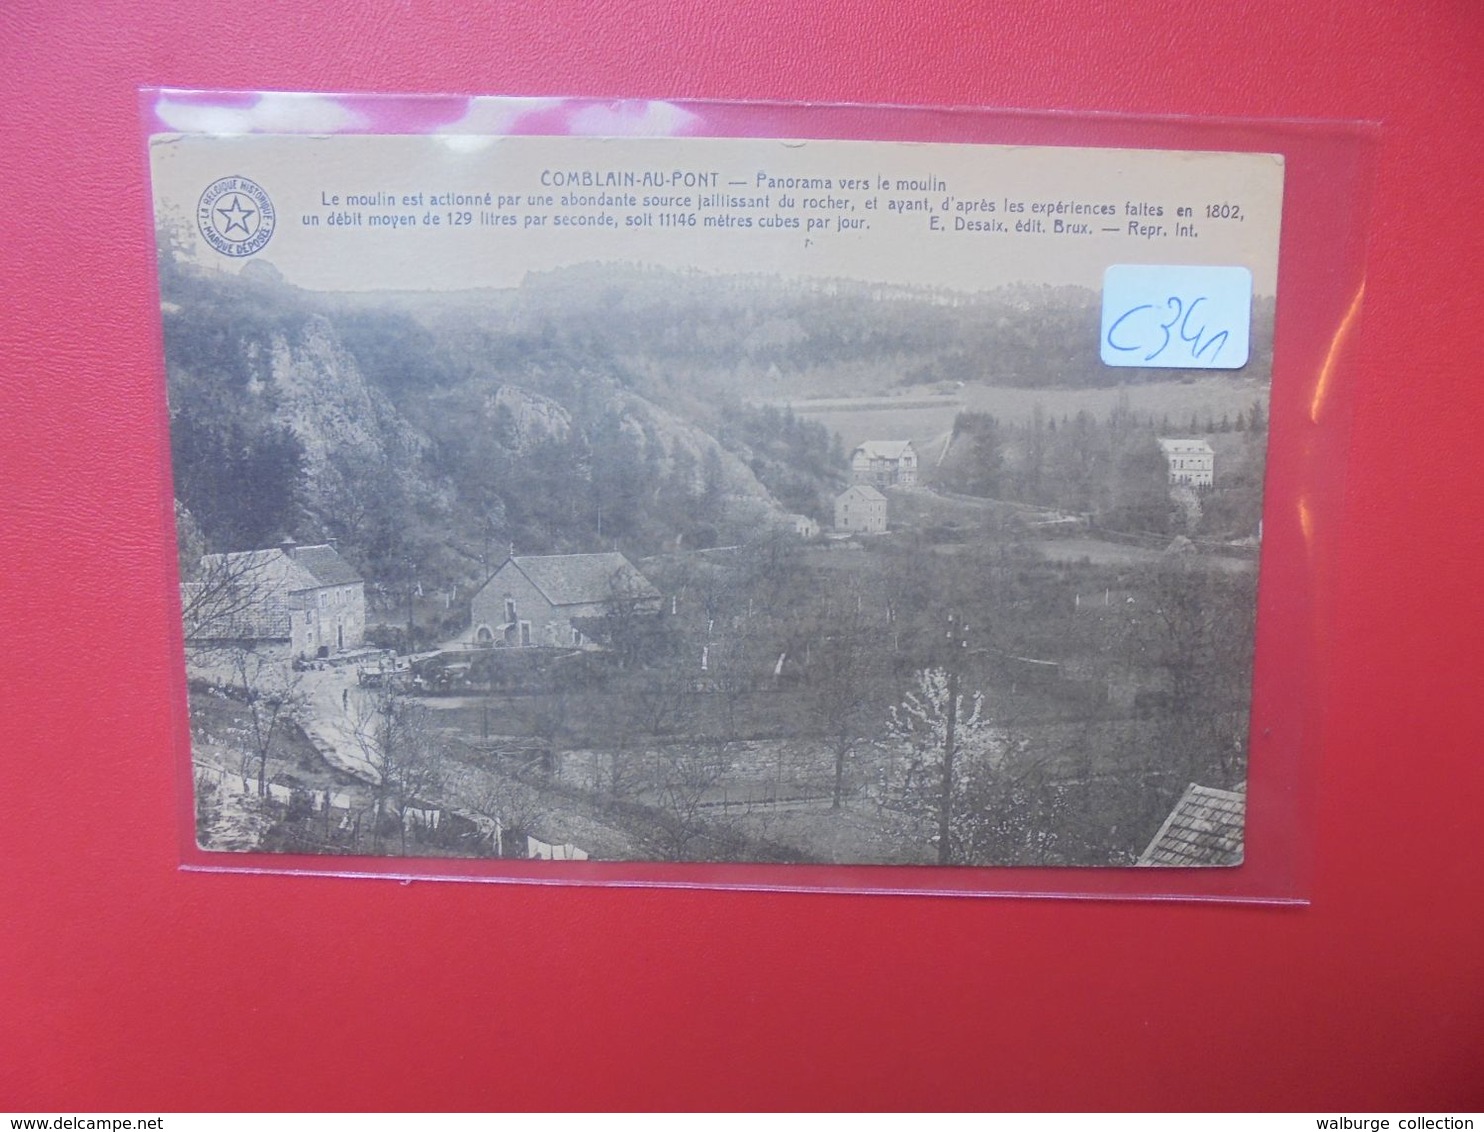 COMBLAIN-AU-PONT — Panorama vers le moulin
Le moulin est actionné par une abondante source jaillissant du rocher, et ayant, d'après les expériences faites en 1802,
un débit moyen de 129 litres par seconde, soit 11146 mètres cubes par jour. E. Desaix, édit. Brux. — Repr. Int.
LA BELGIQUE HISTORIQUE
MARQUE DÉPOSÉE
C341
www.delcampe.net
walburge collection